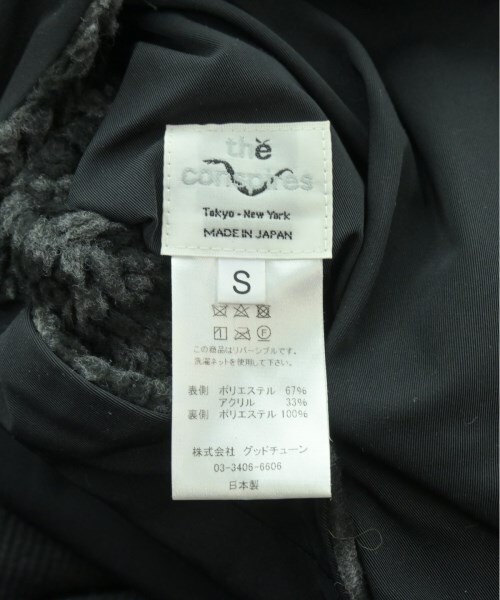 the
conspires
Tokyo - New York
MADE IN JAPAN
S
この商品はリバーシブルです。
洗濯ネットを使用して下さい。
表側 ポリエステル 67%
アクリル 33%
裏側 ポリエステル 100%
株式会社 グッドチューン
03-3406-6606
日本製